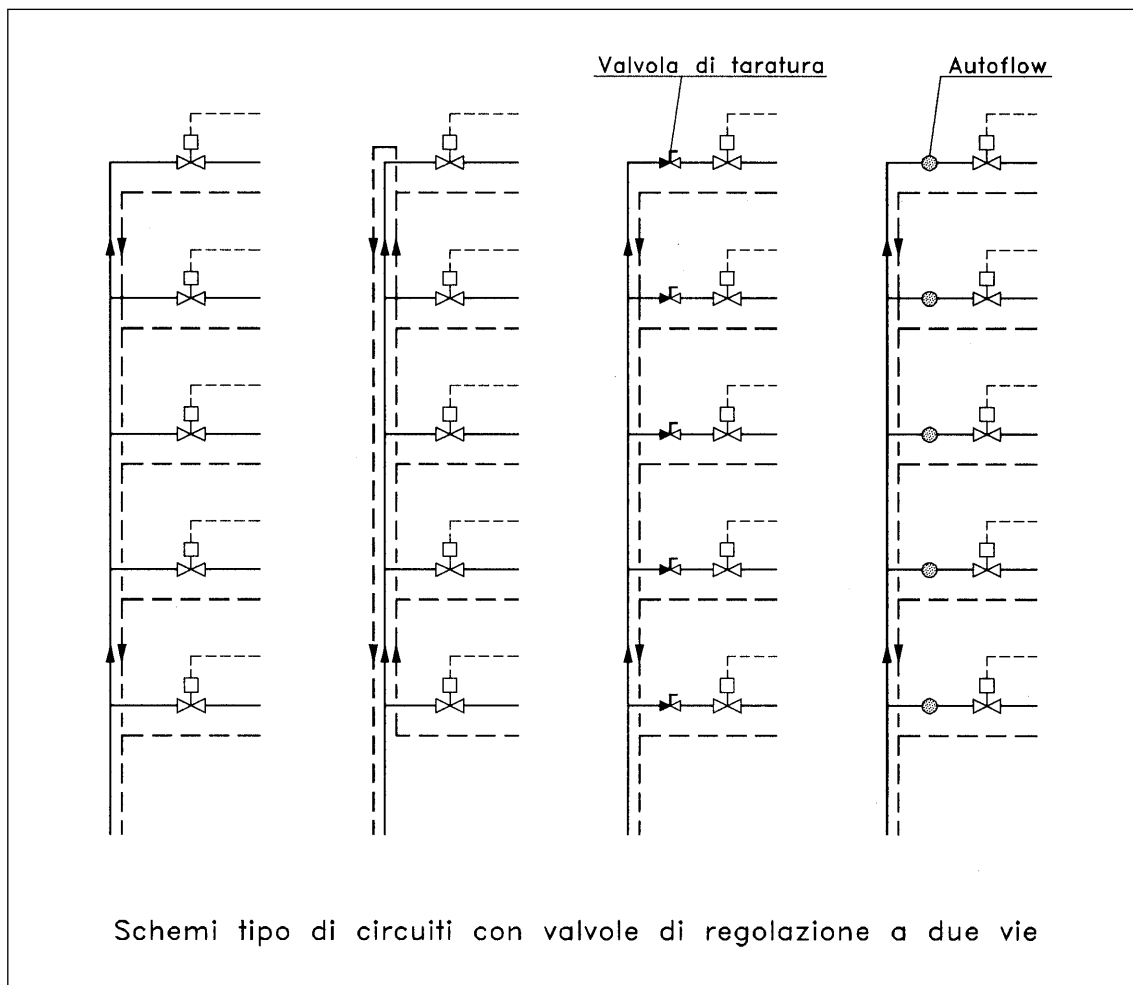 Valvola di taratura
Autoflow
Schemi tipo di circuiti con valvole di regolazione a due vie